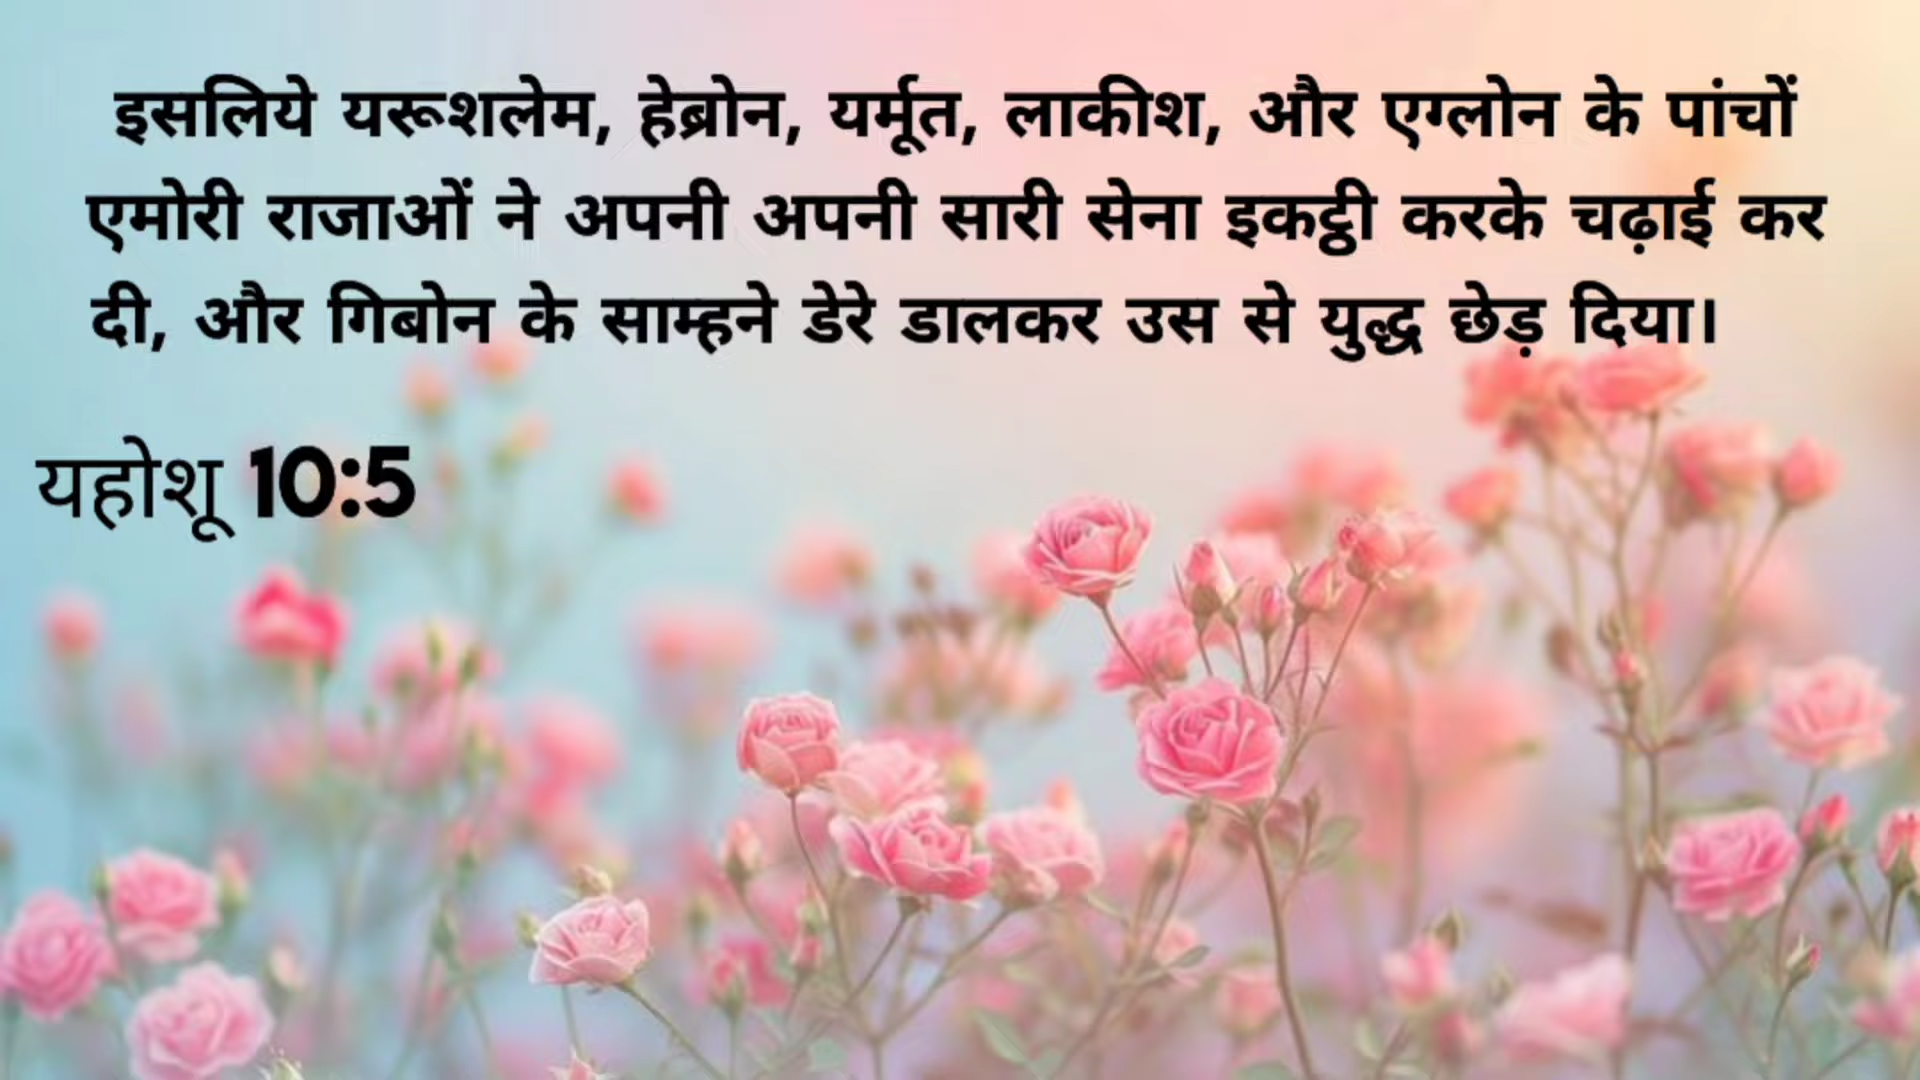 इसलिये यरूशलेम, हेब्रोन, यर्मूत, लाकीश, और एग्लोन के पांचों
एमोरी राजाओं ने अपनी अपनी सारी सेना इकट्ठी करके चढ़ाई कर
दी, और गिबोन के साम्हने डेरे डालकर उस से युद्ध छेड़ दिया।
यहोशू 10:5